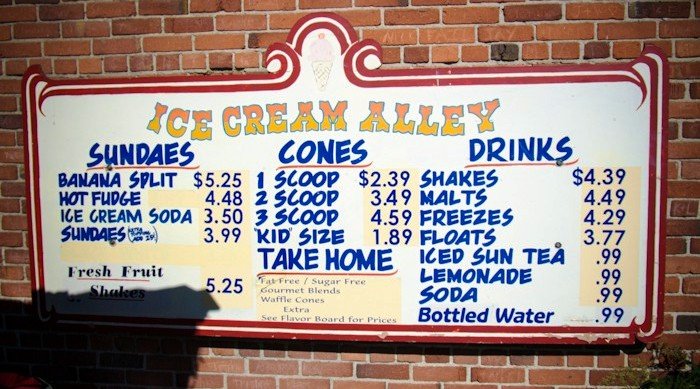 ICE CREAM ALLEY
SUNDAES
BANANA SPLIT $5.25
HOT FUDGE 4.48
ICE CREAM SODA 3.50
SUNDAES 3.99
Fresh Fruit
Shakes 5.25
CONES
1 SCOOP $2.39
2 SCOOP 3.49
3 SCOOP 4.59
"KID" SIZE 1.89
TAKE HOME
Fat Free / Sugar Free
Gourmet Blends
Waffle Cones
Extra
See Flavor Board for Prices
DRINKS
SHAKES $4.39
MALTS 4.49
FREEZES 4.29
FLOATS 3.77
ICED SUN TEA .99
LEMONADE .99
SODA .99
Bottled Water .99